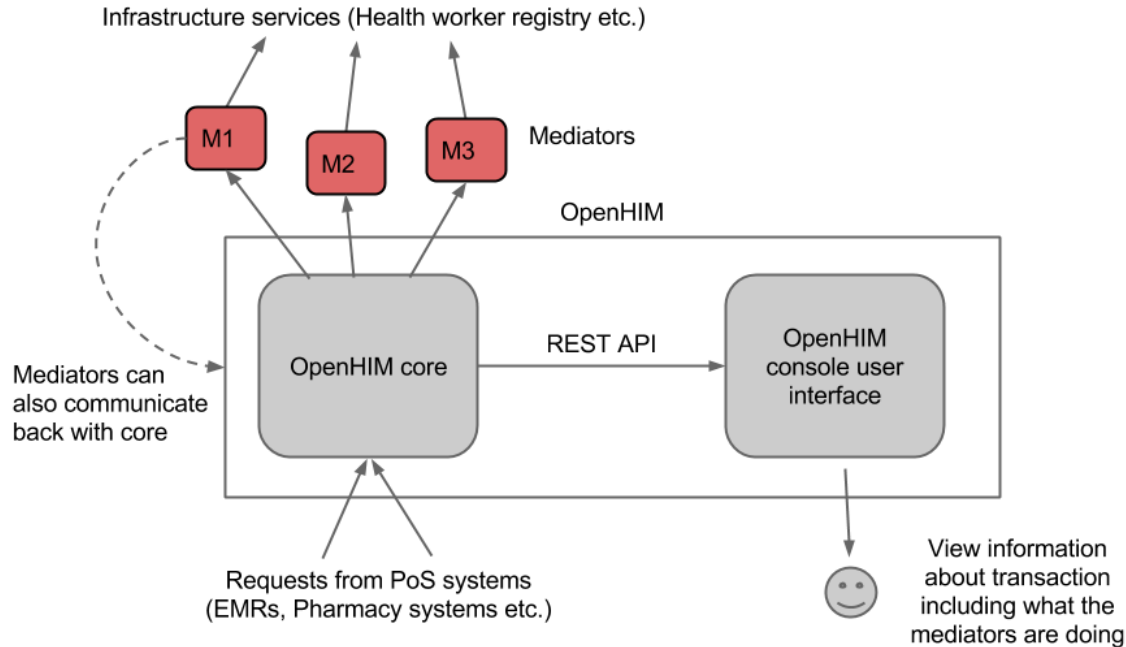 Infrastructure services (Health worker registry etc.)
M1
M2
M3
Mediators
OpenHIM
OpenHIM core
REST API
OpenHIM
console user
interface
Mediators can
also communicate
back with core
Requests from PoS systems
(EMRs, Pharmacy systems etc.)
View information
about transaction
including what the
mediators are doing